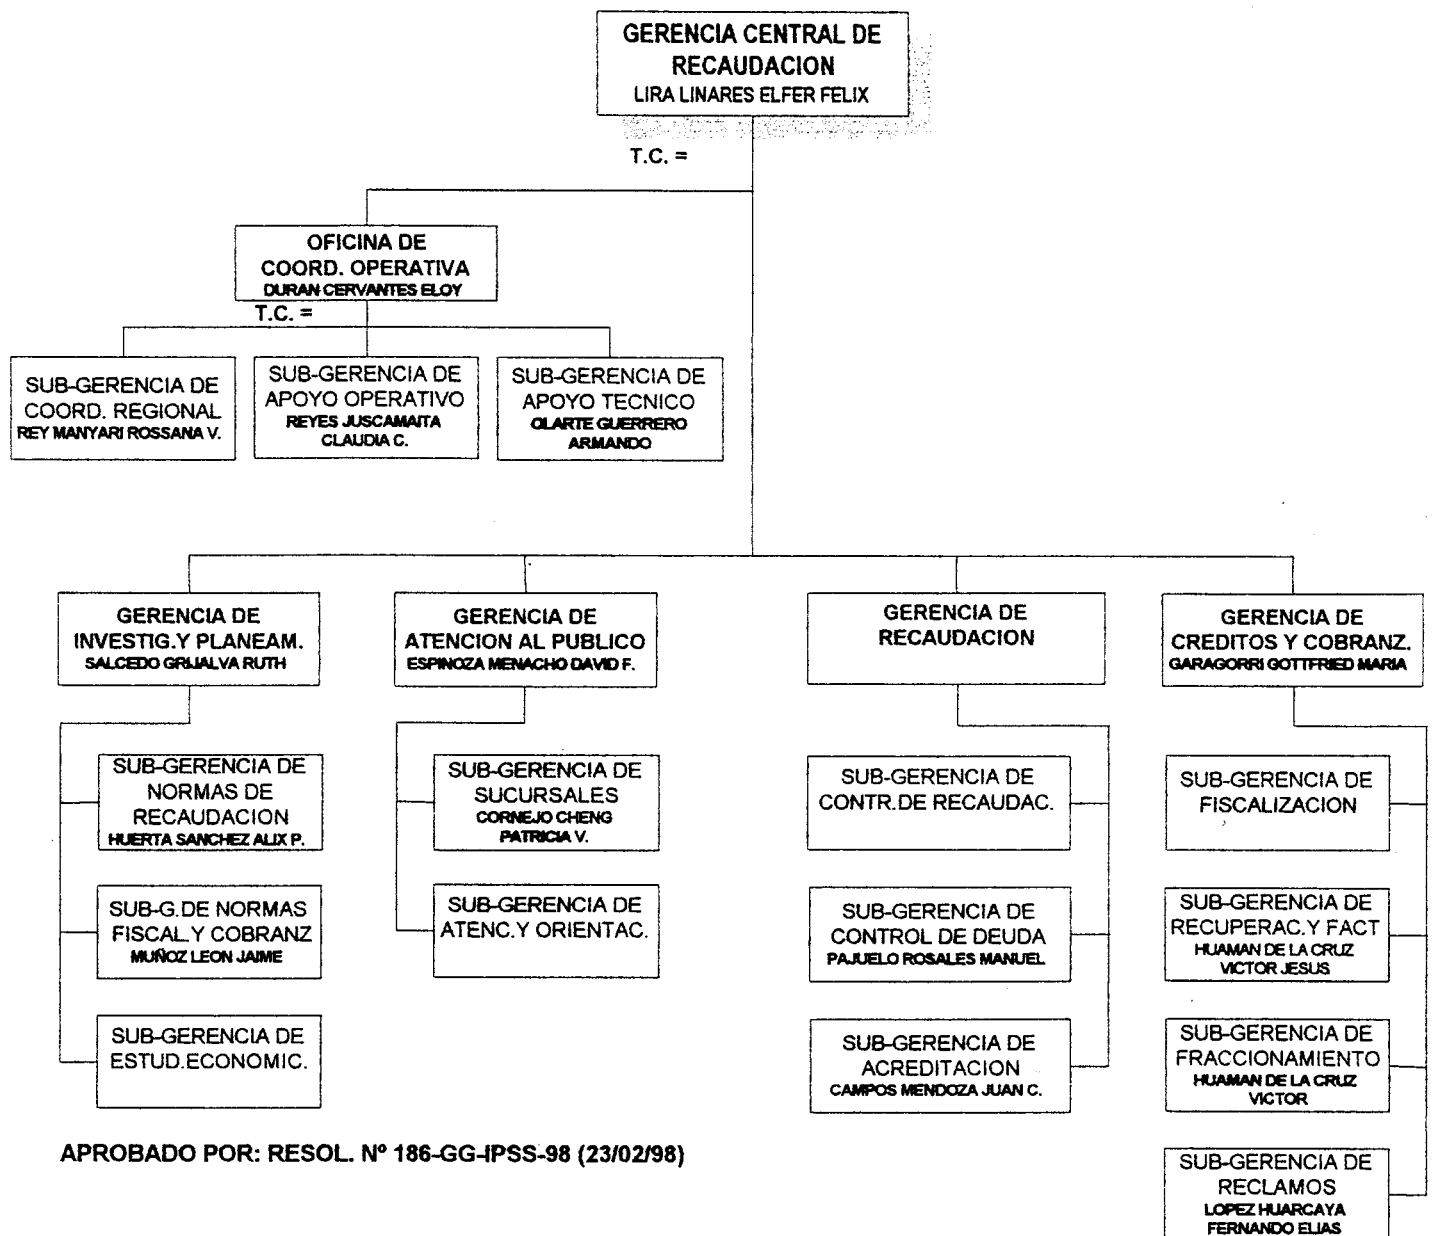 GERENCIA CENTRAL DE
RECAUDACION
LIRA LINARES ELFER FELIX
T.C. =
OFICINA DE
COORD. OPERATIVA
DURAN CERVANTES ELOY
T.C. =
SUB-GERENCIA DE
COORD. REGIONAL
REY MANYARI ROSSANA V.
SUB-GERENCIA DE
APOYO OPERATIVO
REYES JUSCAMAITA
CLAUDIA C.
SUB-GERENCIA DE
APOYO TECNICO
OLARTE GUERRERO
ARMANDO
GERENCIA DE
INVESTIG.Y PLANEAM.
SALCEDO GRIJALVA RUTH
GERENCIA DE
ATENCION AL PUBLICO
ESPINOZA MENACHO DAVID F.
GERENCIA DE
RECAUDACION
GERENCIA DE
CREDITOS Y COBRANZ.
GARAGORRI GOTTFRIED MARIA
SUB-GERENCIA DE
NORMAS DE
RECAUDACION
HUERTA SANCHEZ ALIX P.
SUB-G.DE NORMAS
FISCAL.Y COBRANZ
MUÑOZ LEON JAIME
SUB-GERENCIA DE
ESTUD.ECONOMIC.
SUB-GERENCIA DE
SUCURSALES
CORNEJO CHENG
PATRICIA V.
SUB-GERENCIA DE
ATENC.Y ORIENTAC.
SUB-GERENCIA DE
CONTR.DE RECAUDAC.
SUB-GERENCIA DE
CONTROL DE DEUDA
PAJUELO ROSALES MANUEL
SUB-GERENCIA DE
ACREDITACION
CAMPOS MENDOZA JUAN C.
SUB-GERENCIA DE
FISCALIZACION
SUB-GERENCIA DE
RECUPERAC.Y FACT
HUAMAN DE LA CRUZ
VICTOR JESUS
SUB-GERENCIA DE
FRACCIONAMIENTO
HUAMAN DE LA CRUZ
VICTOR
SUB-GERENCIA DE
RECLAMOS
LOPEZ HUARCAYA
FERNANDO ELIAS
APROBADO POR: RESOL. Nº 186-GG-IPSS-98 (23/02/98)